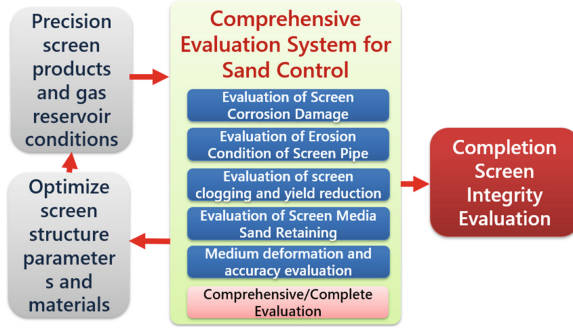 Precision
screen
products
and gas
reservoir
conditions
Optimize
screen
structure
parameter
s and
materials
Comprehensive
Evaluation System for
Sand Control
Evaluation of Screen
Corrosion Damage
Evaluation of Erosion
Condition of Screen Pipe
Evaluation of screen
clogging and yield reduction
Evaluation of Screen Media
Sand Retaining
Medium deformation and
accuracy evaluation
Comprehensive/Complete
Evaluation
Completion
Screen
Integrity
Evaluation